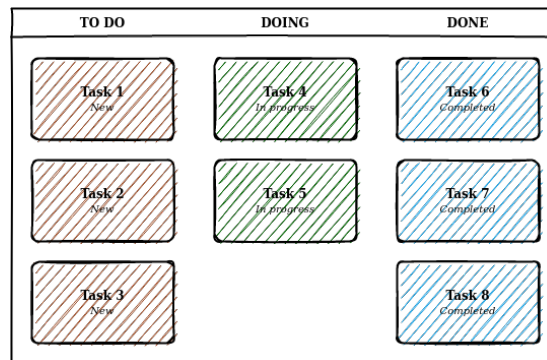 TO DO
DOING
DONE
Task 1
New
Task 4
In progress
Task 6
Completed
Task 2
New
Task 5
In progress
Task 7
Completed
Task 3
New
Task 8
Completed